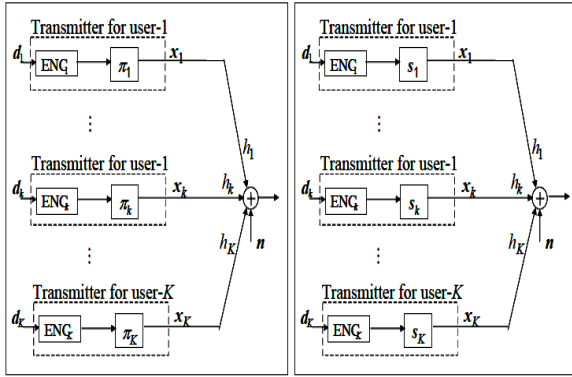 Transmitter for user-1
d1
ENC1
π1
x1
h1
⋮
Transmitter for user-1
dk
ENCk
πk
xk
hk
⋮
hK
n
Transmitter for user-K
dK
ENCk
πK
xK
Transmitter for user-1
d1
ENC1
s1
x1
h1
⋮
Transmitter for user-1
dk
ENCk
sk
xk
hk
⋮
hK
n
Transmitter for user-K
dK
ENCk
sK
xK